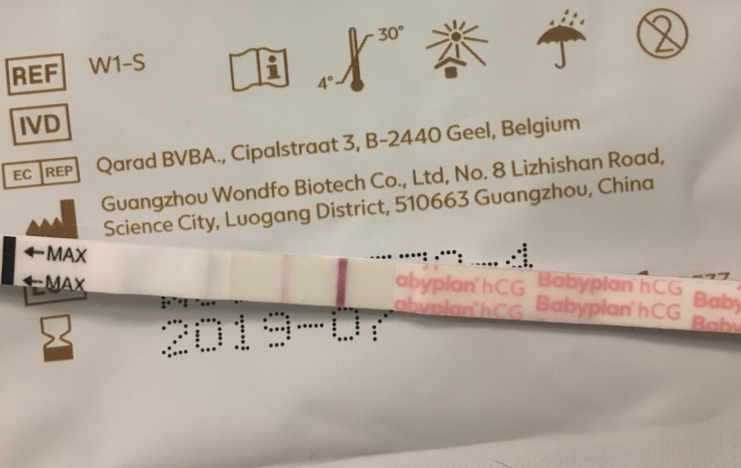 REF W1-S
30°
4°
2
IVD
EC REP
Qarad BVBA., Cipalstraat 3, B-2440 Geel, Belgium
Guangzhou Wondfo Biotech Co., Ltd, No. 8 Lizhishan Road,
Science City, Luogang District, 510663 Guangzhou, China
←MAX
←MAX
abyplan hCG Babyplan hCG Baby
abyplan hCG Babyplan hCG Baby
2019-07